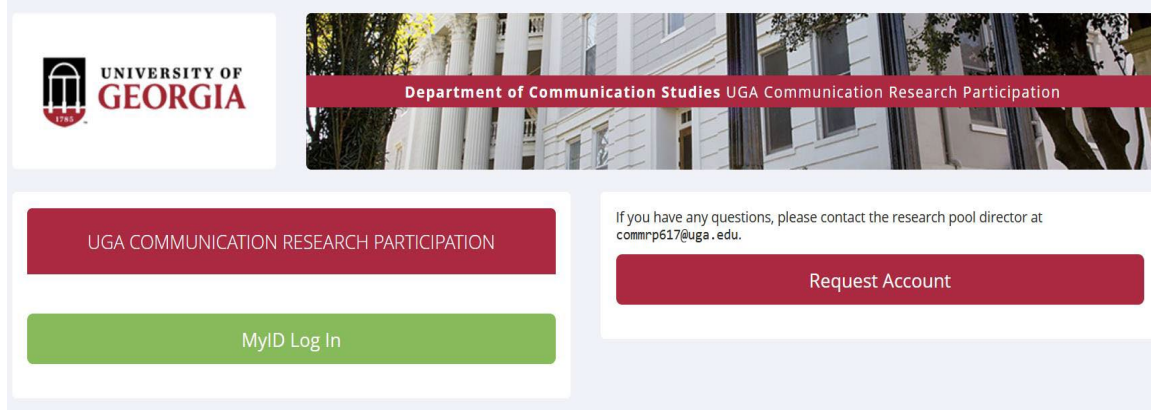 UNIVERSITY OF
GEORGIA
1785
Department of Communication Studies UGA Communication Research Participation
UGA COMMUNICATION RESEARCH PARTICIPATION
MyID Log In
If you have any questions, please contact the research pool director at
commrp617@uga.edu.
Request Account